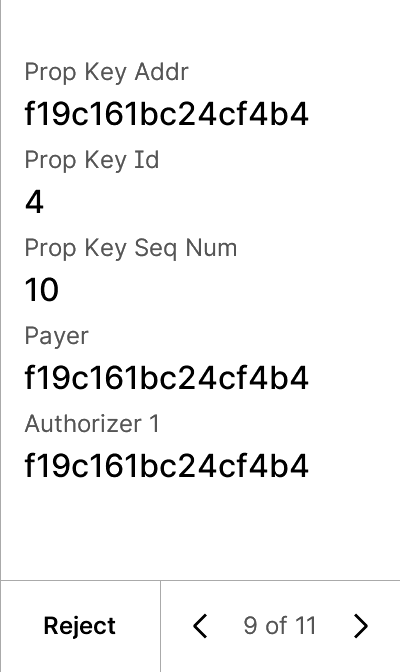 Prop Key Addr
f19c161bc24cf4b4
Prop Key Id
4
Prop Key Seq Num
10
Payer
f19c161bc24cf4b4
Authorizer 1
f19c161bc24cf4b4
Reject
9 of 11